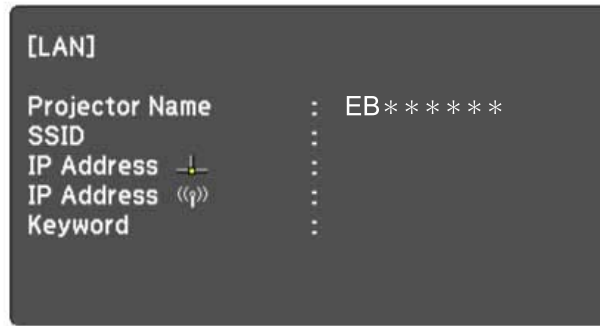 [LAN]
Projector Name : EB∗∗∗∗∗∗
SSID :
IP Address :
IP Address :
Keyword :